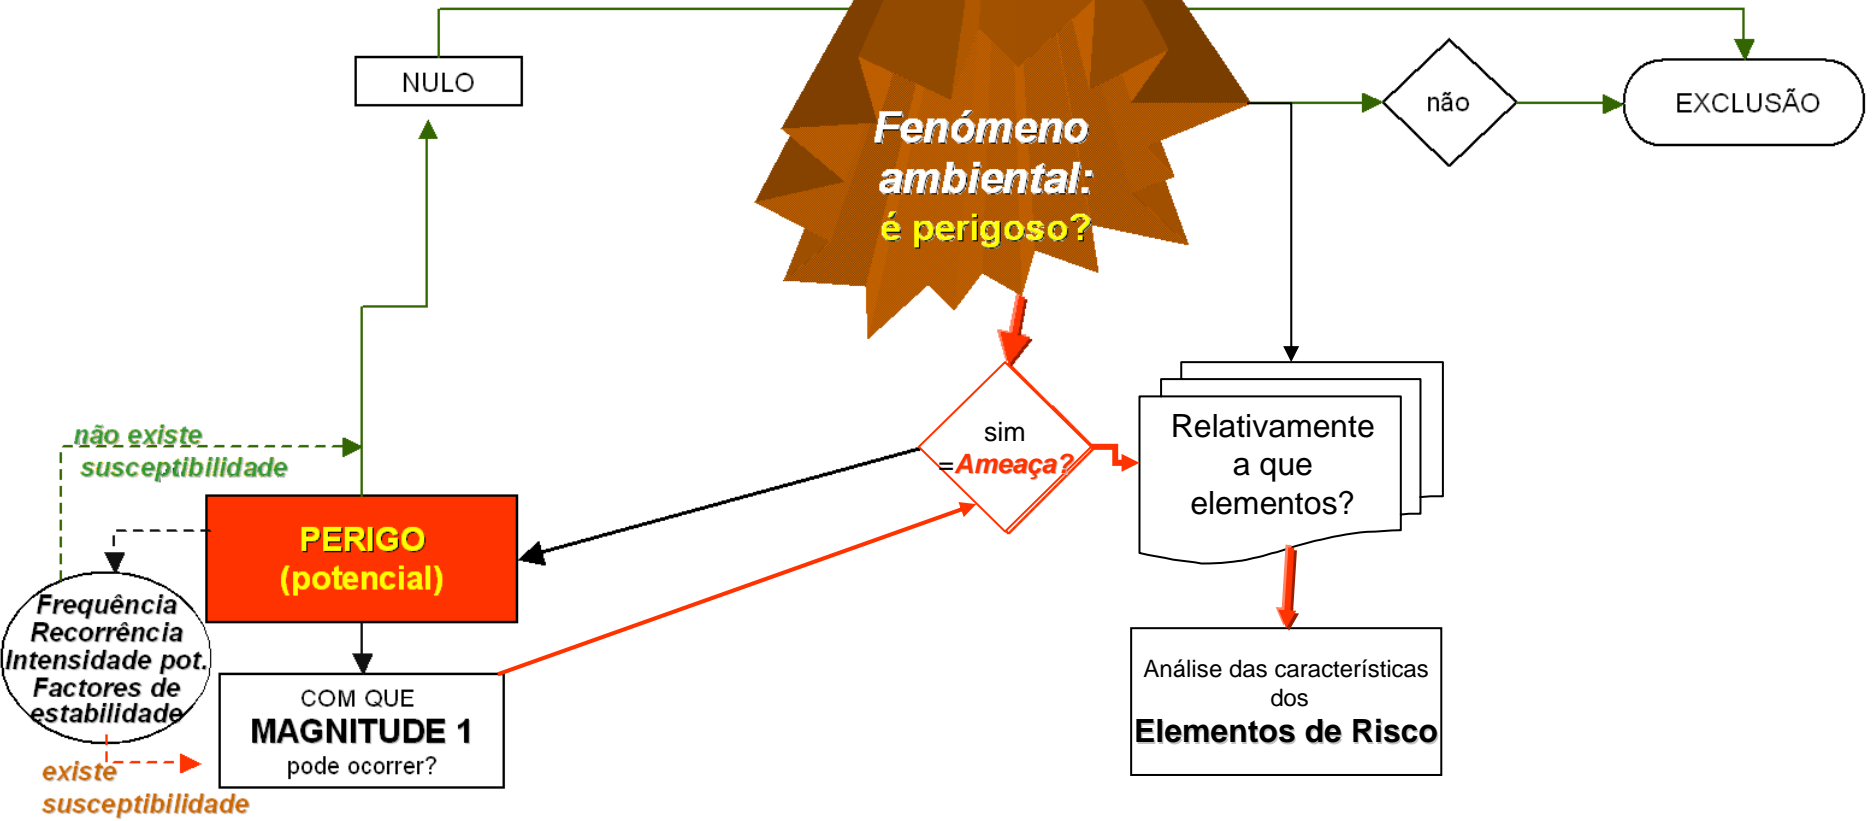 NULO
não
EXCLUSÃO
Fenómeno
ambiental:
é perigoso?
não existe
susceptibilidade
sim
=Ameaça?
Relativamente
a que
elementos?
PERIGO
(potencial)
Frequência
Recorrência
Intensidade pot.
Factores de
estabilidade
COM QUE
MAGNITUDE 1
pode ocorrer?
existe
susceptibilidade
Análise das características
dos
Elementos de Risco